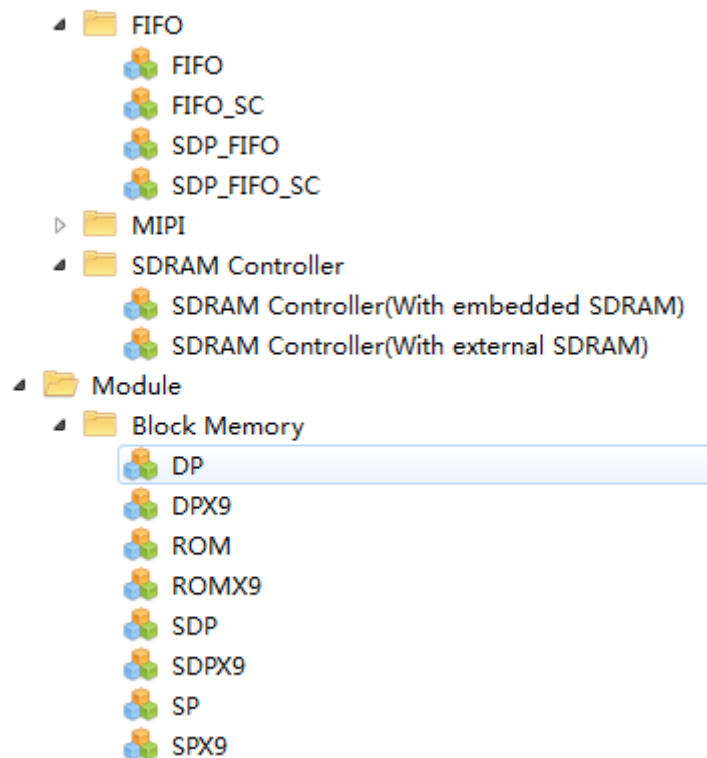 FIFO
FIFO
FIFO_SC
SDP_FIFO
SDP_FIFO_SC
MIPI
SDRAM Controller
SDRAM Controller(With embedded SDRAM)
SDRAM Controller(With external SDRAM)
Module
Block Memory
DP
DPX9
ROM
ROMX9
SDP
SDPX9
SP
SPX9